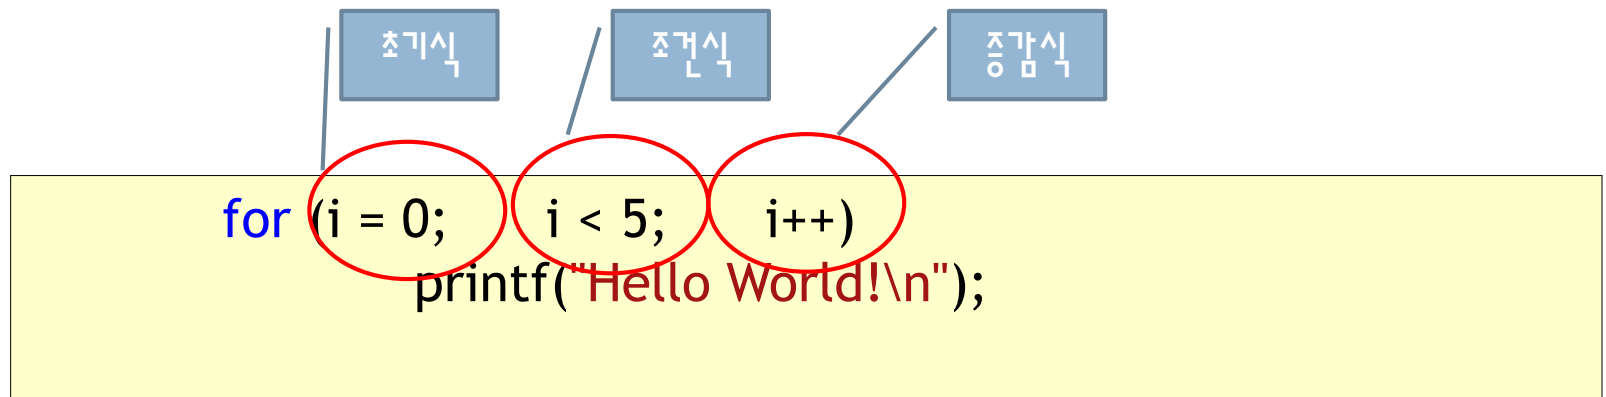 초기식 조건식 증감식
for (i = 0; i < 5; i++)
printf("Hello World!\n");